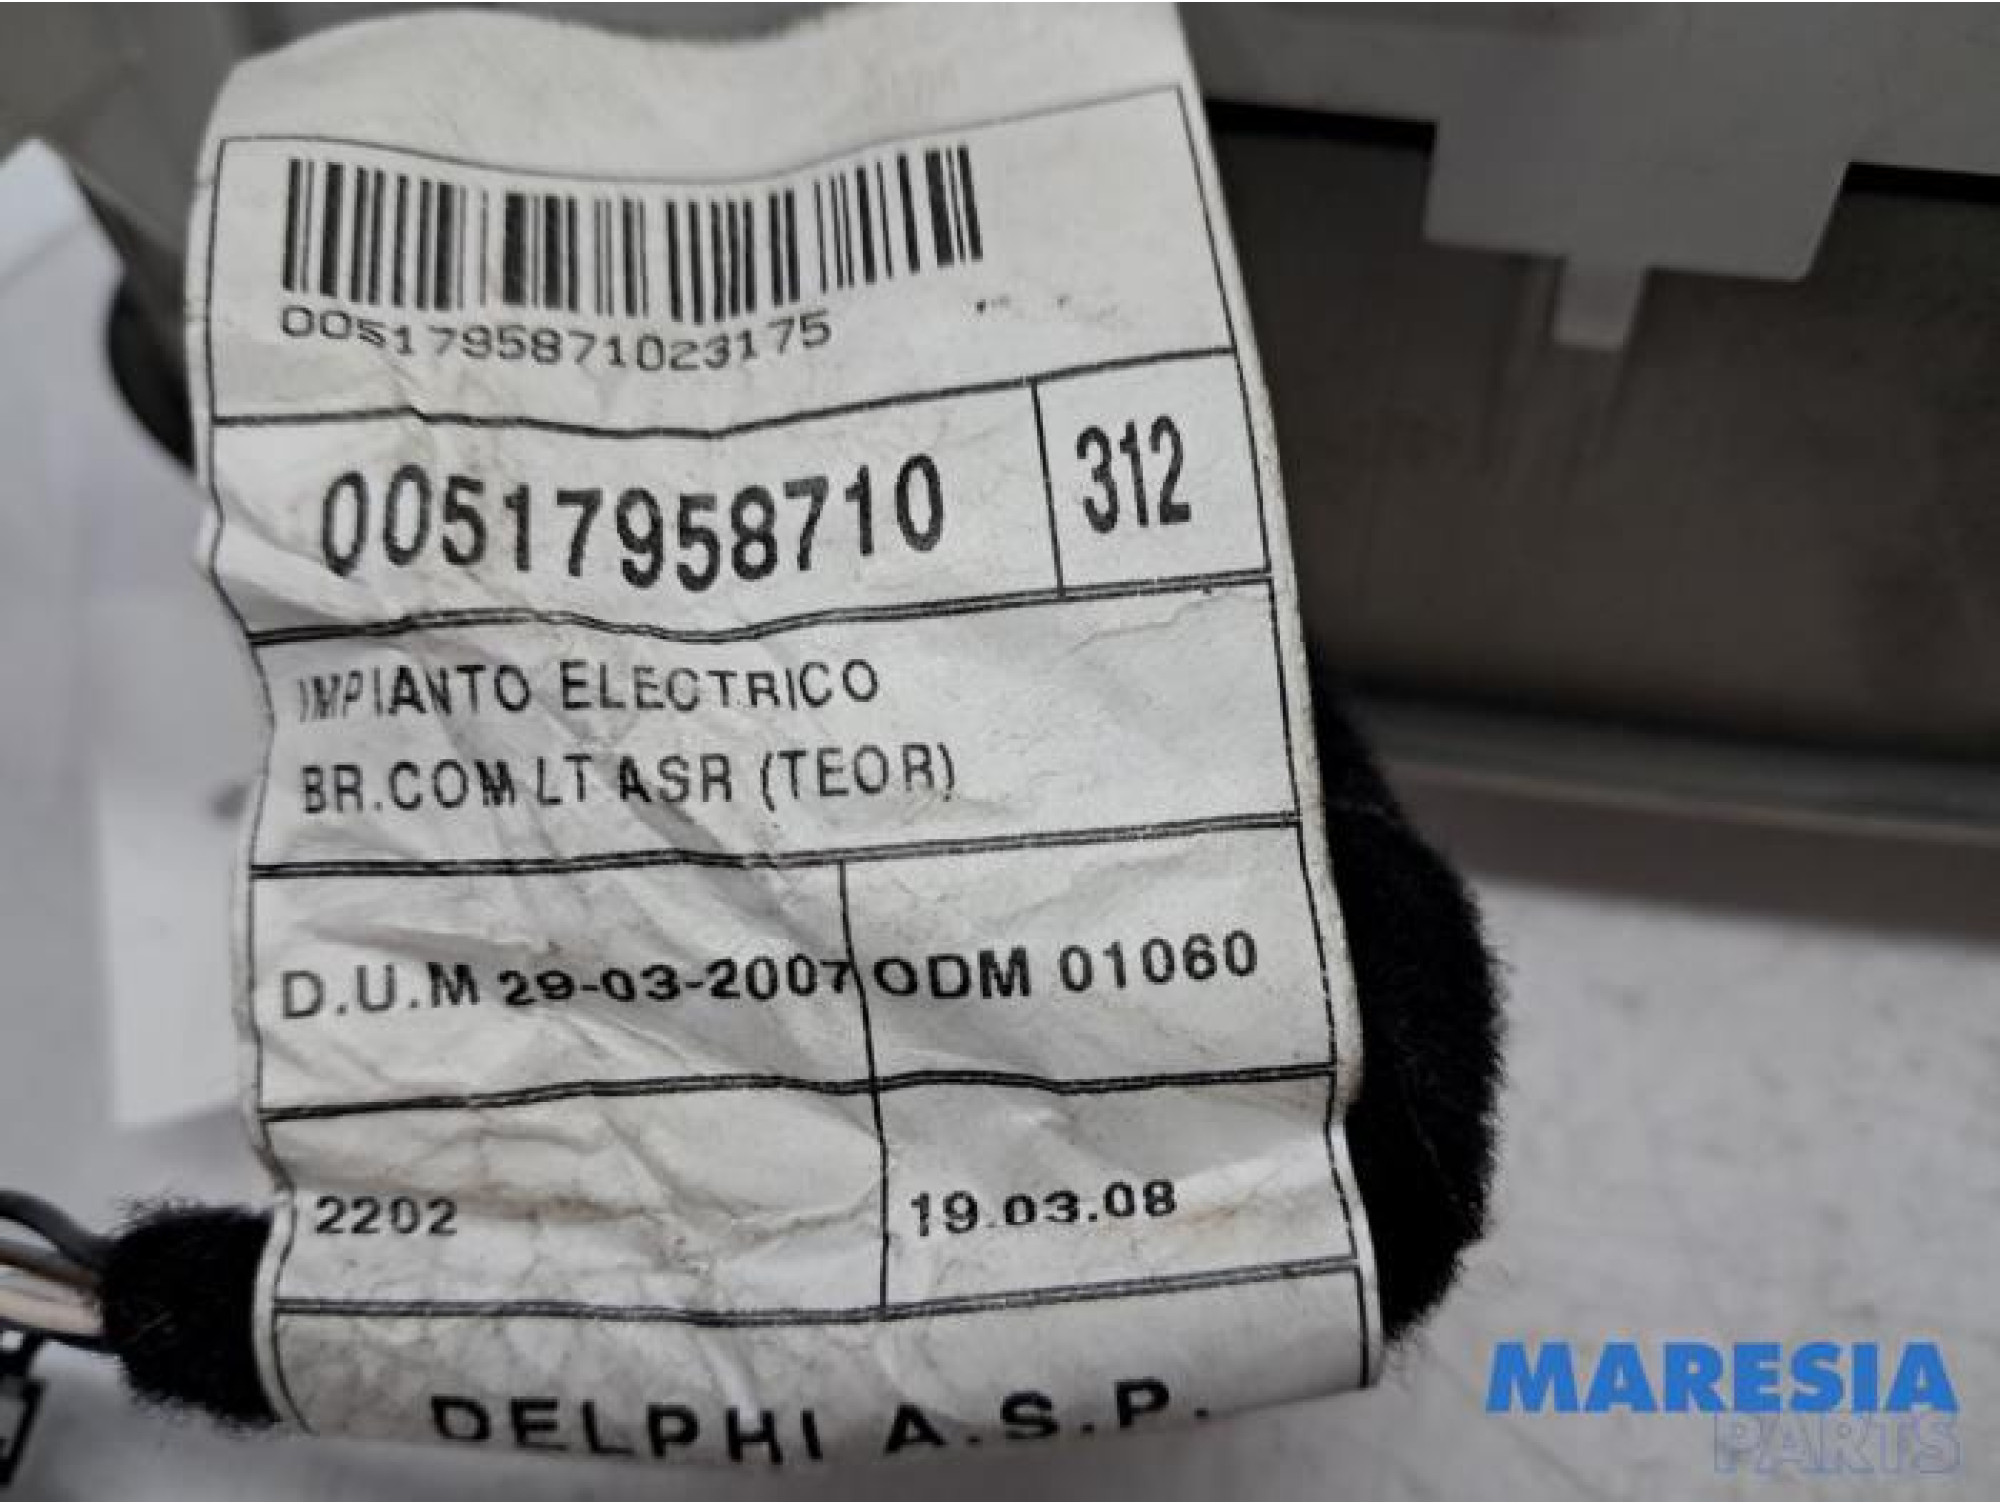 0051795871023175
00517958710
312
IMPIANTO ELECTRICO
BR.COM LT ASR (TEOR)
D.U.M 29-03-2007
ODM 01060
2202
19.03.08
DELPHI A.S.P.
MARESIA
PARTS